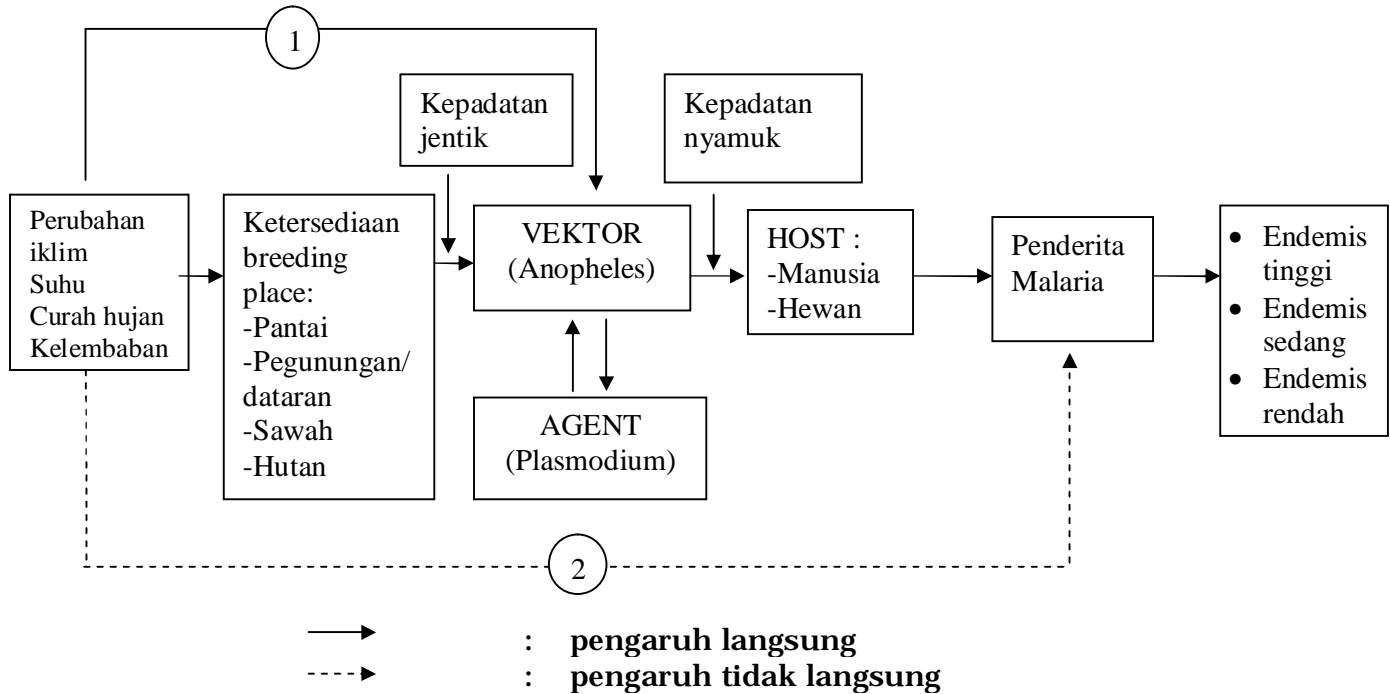 1
Kepadatan
jentik
Kepadatan
nyamuk
Perubahan
iklim
Suhu
Curah hujan
Kelembaban
Ketersediaan
breeding
place:
-Pantai
-Pegunungan/
dataran
-Sawah
-Hutan
VEKTOR
(Anopheles)
AGENT
(Plasmodium)
HOST :
-Manusia
-Hewan
Penderita
Malaria
• Endemis
tinggi
• Endemis
sedang
• Endemis
rendah
2
: pengaruh langsung
: pengaruh tidak langsung